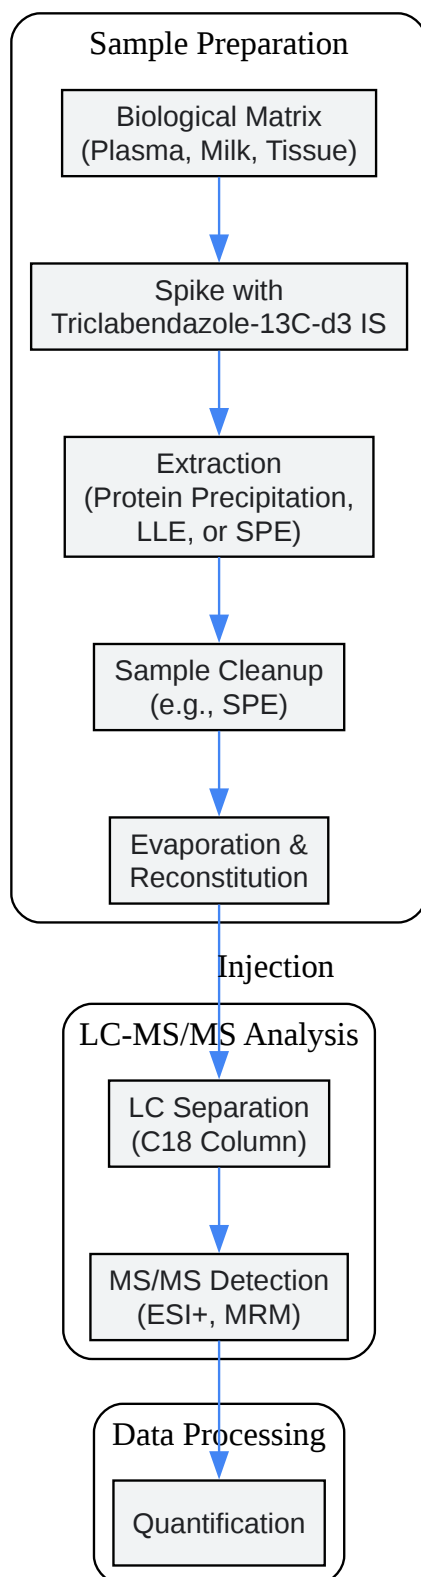 Sample Preparation
Biological Matrix
(Plasma, Milk, Tissue)
Spike with
Triclabendazole-13C-d3 IS
Extraction
(Protein Precipitation,
LLE, or SPE)
Sample Cleanup
(e.g., SPE)
Evaporation &
Reconstitution
Injection
LC-MS/MS Analysis
LC Separation
(C18 Column)
MS/MS Detection
(ESI+, MRM)
Data Processing
Quantification